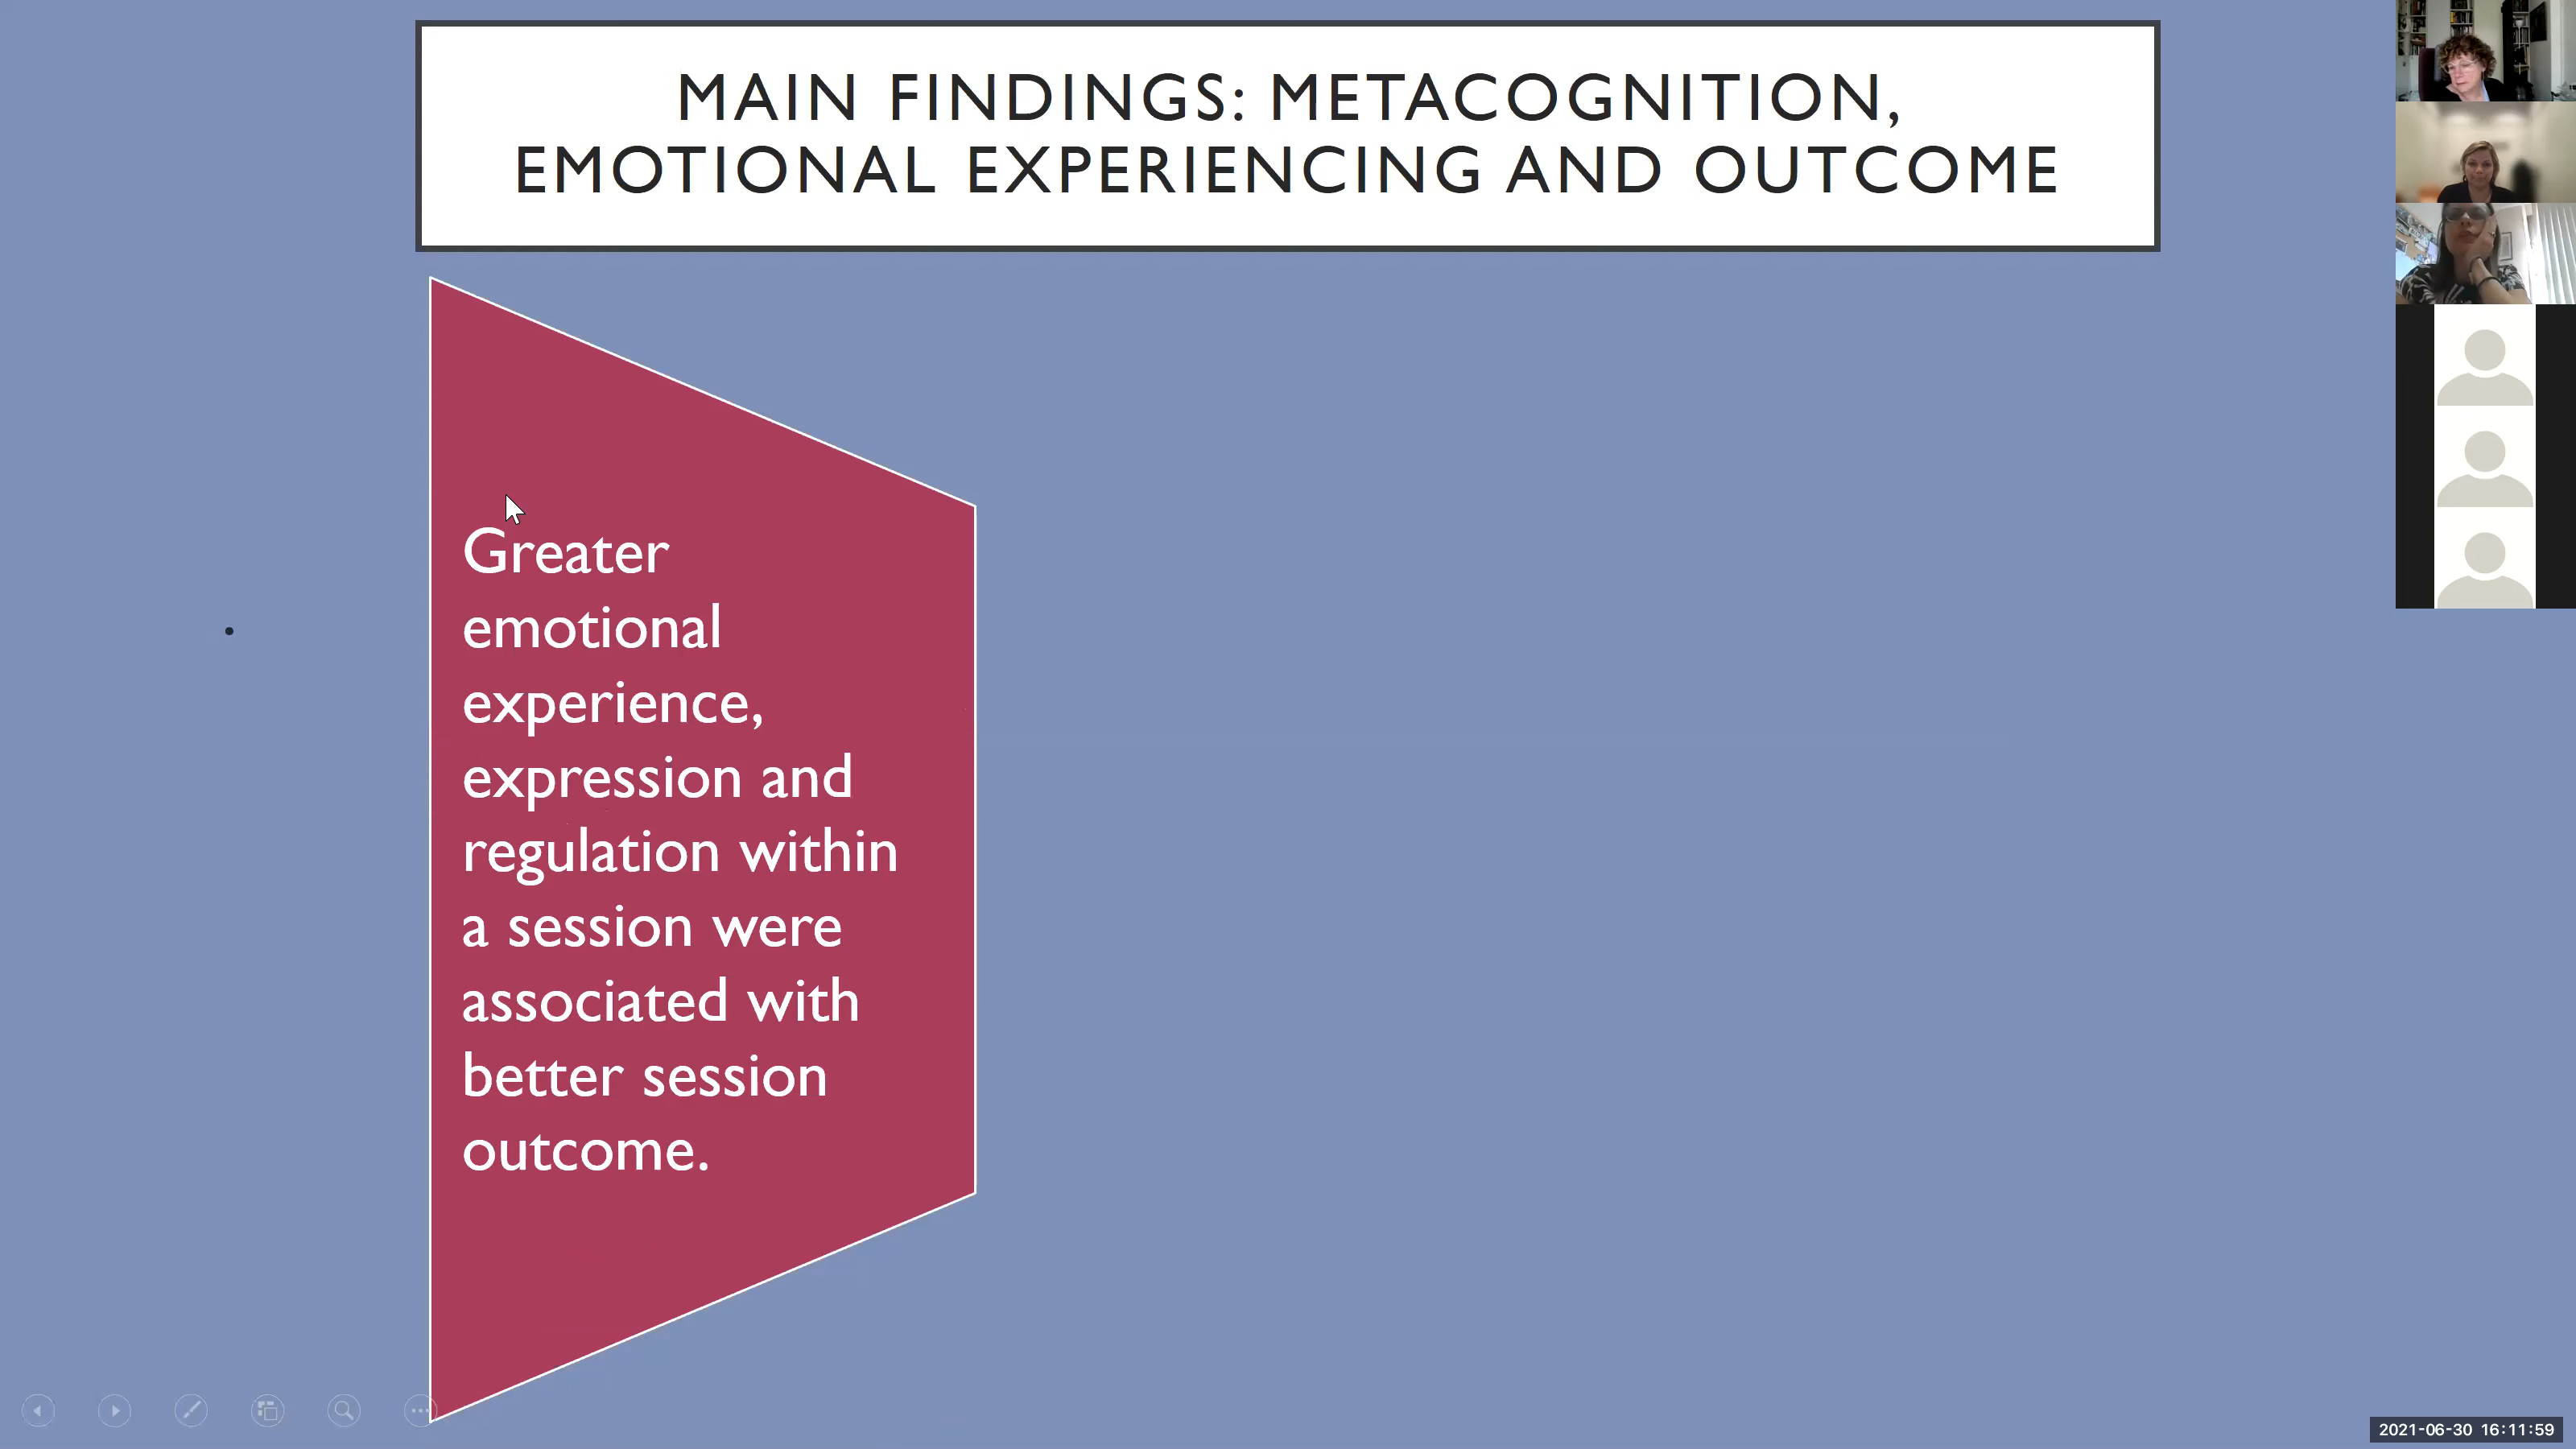 MAIN FINDINGS: METACOGNITION,
EMOTIONAL EXPERIENCING AND OUTCOME
Greater
emotional
experience,
expression and
regulation within
a session were
associated with
better session
outcome.
2021-06-30 16:11:59